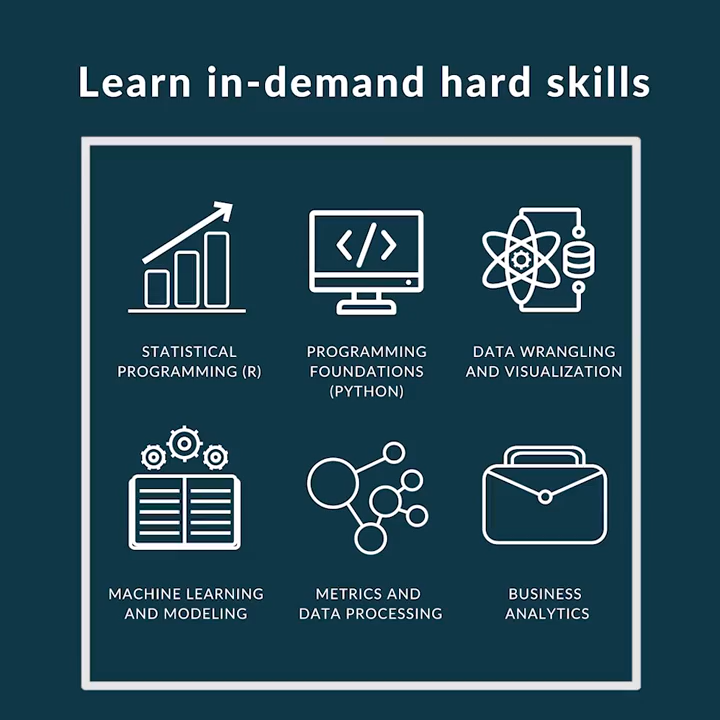 Learn in-demand hard skills
STATISTICAL
PROGRAMMING (R)
PROGRAMMING
FOUNDATIONS
(PYTHON)
DATA WRANGLING
AND VISUALIZATION
MACHINE LEARNING
AND MODELING
METRICS AND
DATA PROCESSING
BUSINESS
ANALYTICS